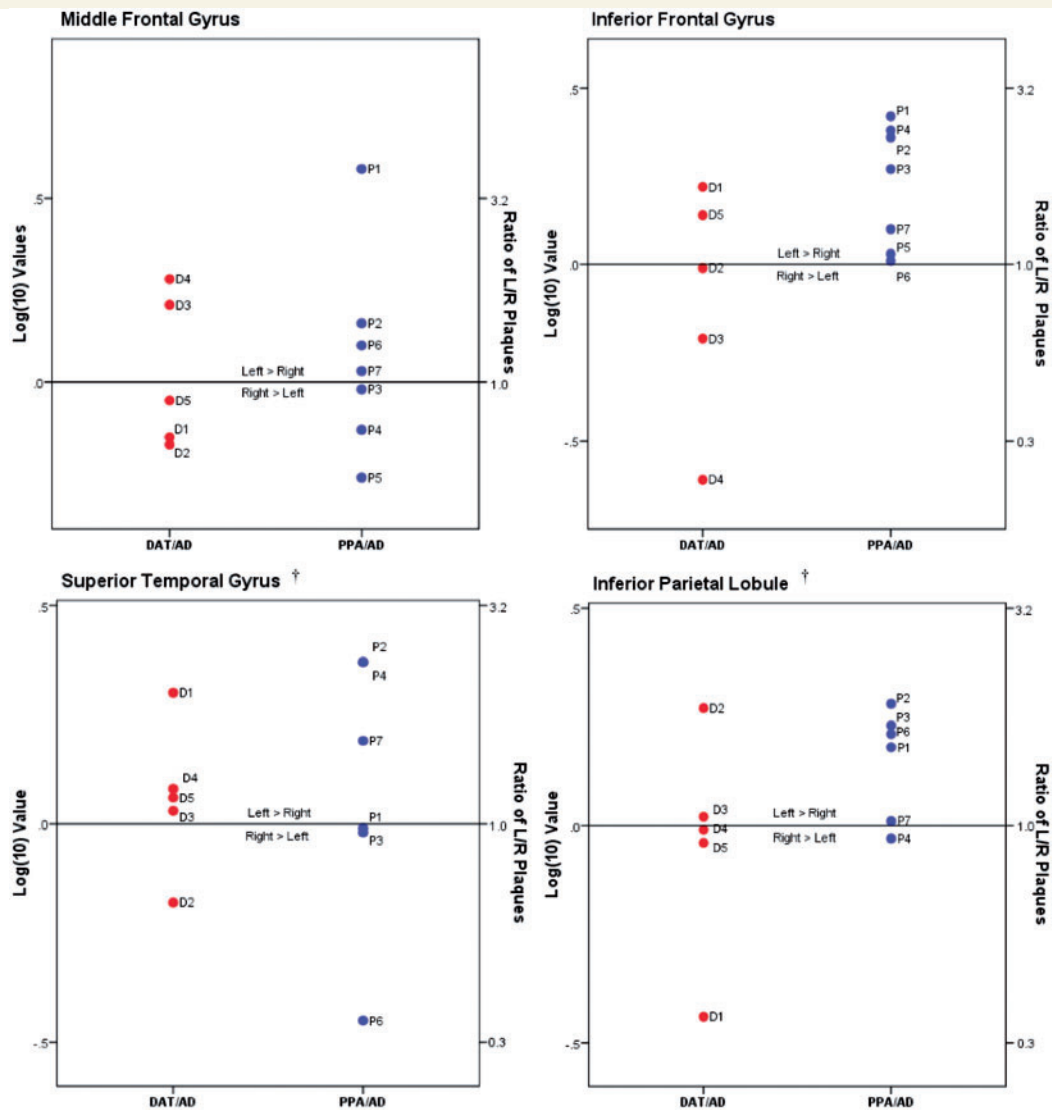 Middle Frontal Gyrus
Log(10) Values
.5
.0
3.2
1.0
Ratio of L/R Plaques
D4
D3
D5
D1
D2
P1
P2
P6
P7
P3
P4
P5
Left > Right
Right > Left
DAT/AD
PPA/AD
Inferior Frontal Gyrus
Log(10) Value
.5
.0
-.5
3.2
1.0
0.3
Ratio of L/R Plaques
D1
D5
D2
D3
D4
P1
P4
P2
P3
P7
P5
P6
Left > Right
Right > Left
DAT/AD
PPA/AD
Superior Temporal Gyrus †
Log(10) Value
.5
.0
-.5
3.2
1.0
0.3
Ratio of L/R Plaques
D1
D4
D5
D3
D2
P2
P4
P7
P1
P3
P6
Left > Right
Right > Left
DAT/AD
PPA/AD
Inferior Parietal Lobule †
Log(10) Value
.5
.0
-.5
3.2
1.0
0.3
Ratio of L/R Plaques
D2
D3
D4
D5
D1
P2
P3
P6
P1
P7
P4
Left > Right
Right > Left
DAT/AD
PPA/AD